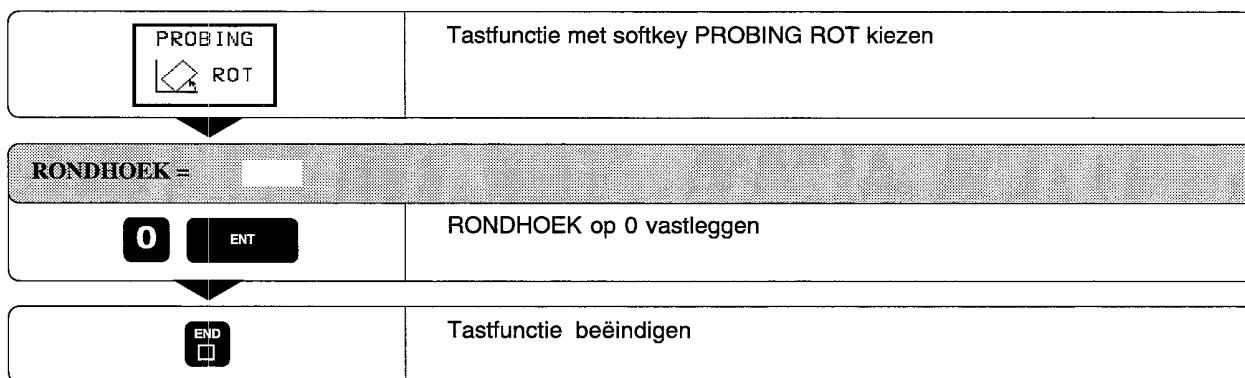 PROBING
ROT
Tastfunctie met softkey PROBING ROT kiezen
RONDHOEK =
0 ENT
RONDHOEK op 0 vastleggen
END
Tastfunctie beëindigen